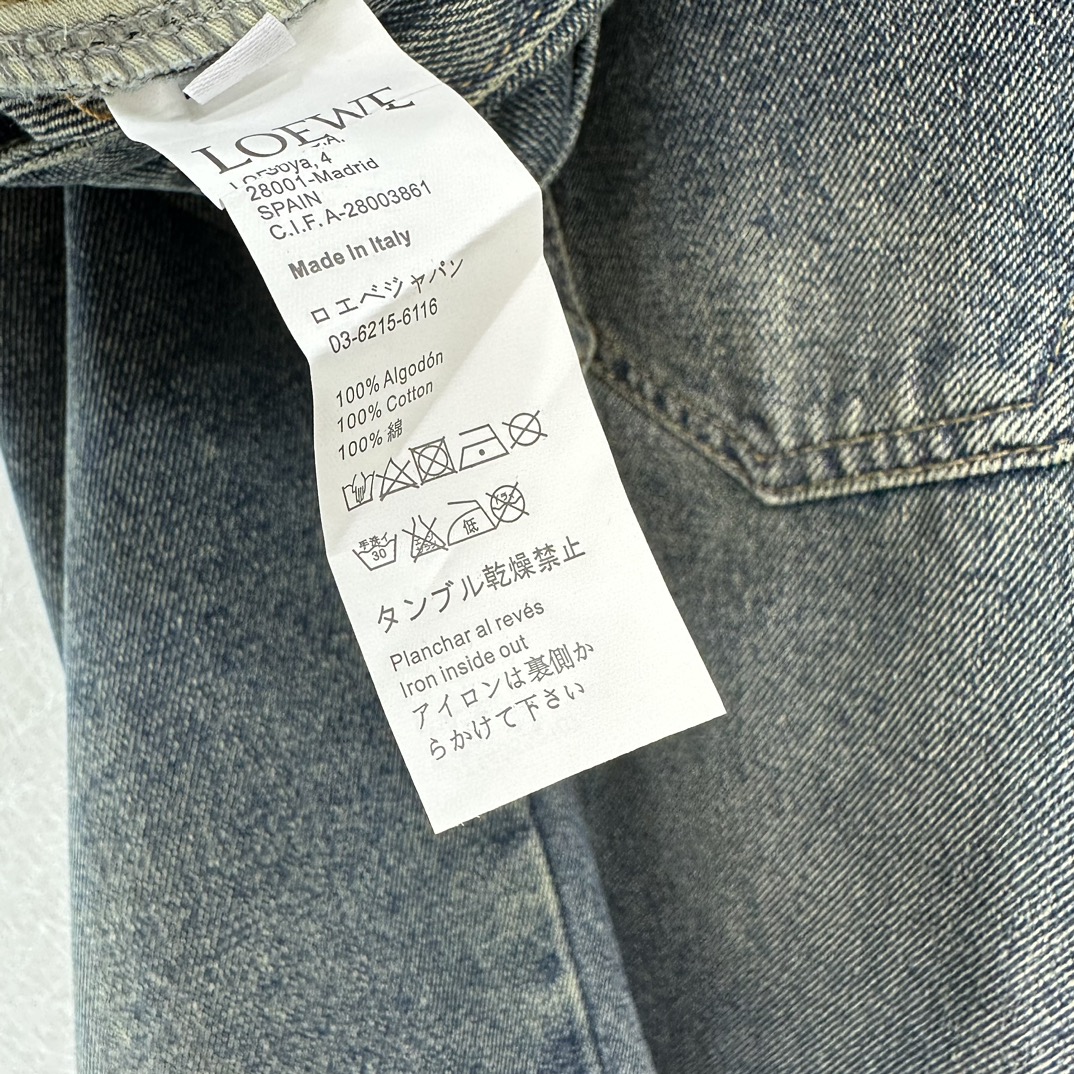 LOEWE
28001-Madrid
SPAIN
C.I.F. A-28003861
Made In Italy
ロエベジャパン
03-6215-6116
100% Algodón
100% Cotton
100% 綿
30
低
タンブル乾燥禁止
Planchar al revés
Iron inside out
アイロンは裏側か
らかけて下さい